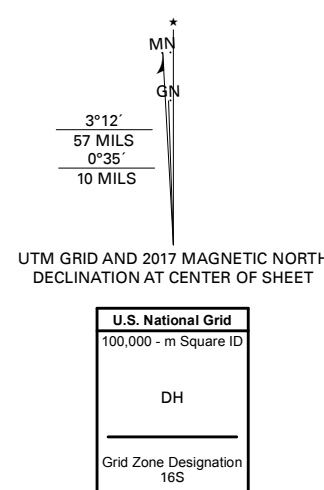 ★
MN
GN
3°12´
57 MILS
0°35´
10 MILS
UTM GRID AND 2017 MAGNETIC NORTH
DECLINATION AT CENTER OF SHEET
U.S. National Grid
100,000 - m Square ID
DH
Grid Zone Designation
16S